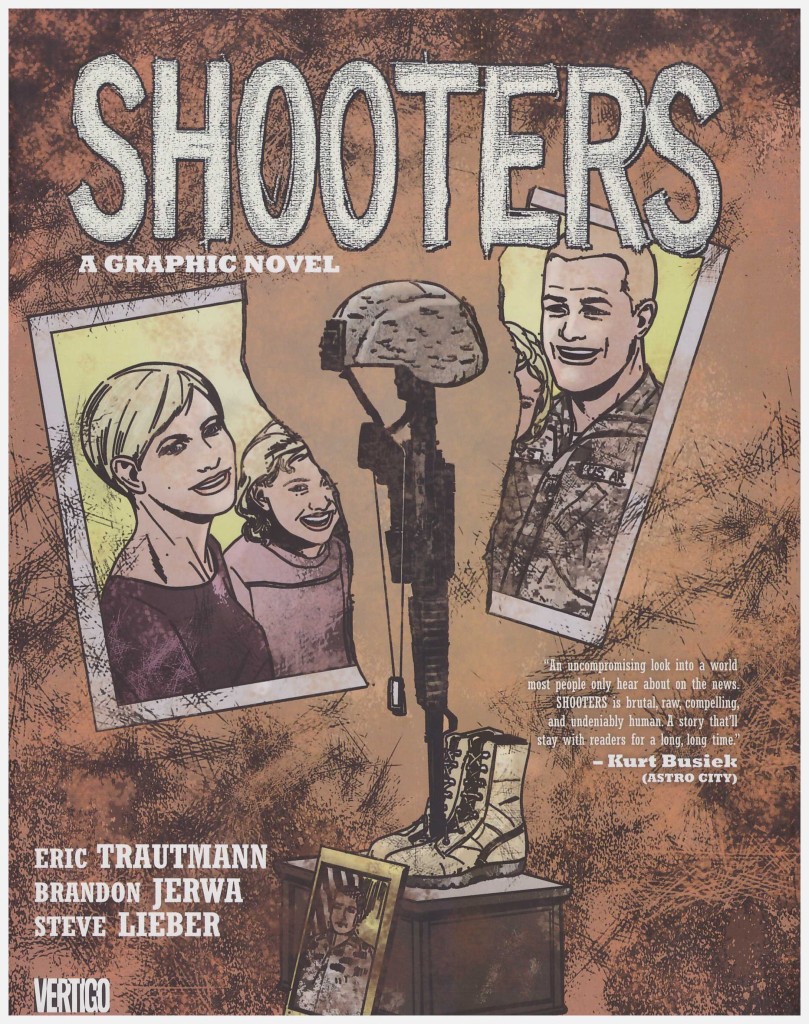 SHOOTERS
A GRAPHIC NOVEL
"An uncompromising look into a world
most people only hear about on the news.
SHOOTERS is brutal, raw, compelling,
and undeniably human. A story that'll
stay with readers for a long, long time."
– Kurt Busiek
(ASTRO CITY)
ERIC TRAUTMANN
BRANDON JERWA
STEVE LIEBER
VERTIGO